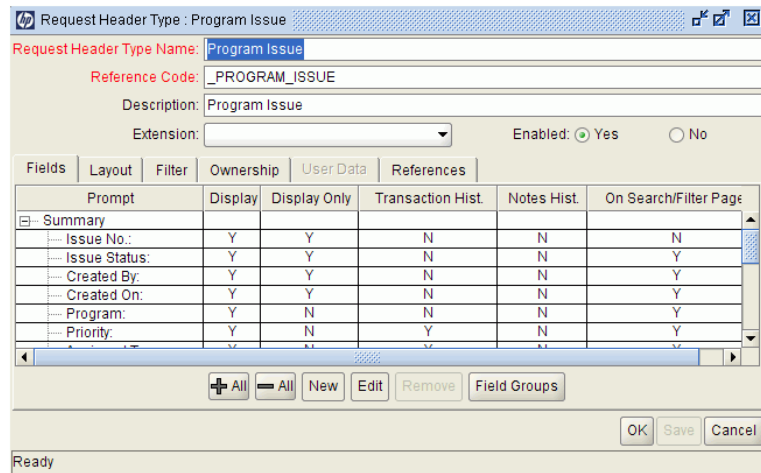 hp Request Header Type : Program Issue
Request Header Type Name: Program Issue
Reference Code: _PROGRAM_ISSUE
Description: Program Issue
Extension: Enabled: Yes No
Fields Layout Filter Ownership User Data References
Prompt Display Display Only Transaction Hist. Notes Hist. On Search/Filter Page
Summary
Issue No.: Y Y N N N
Issue Status: Y Y N N Y
Created By: Y Y N N Y
Created On: Y Y N N Y
Program: Y N N N Y
Priority: Y N Y N Y
All All New Edit Remove Field Groups
OK Save Cancel
Ready